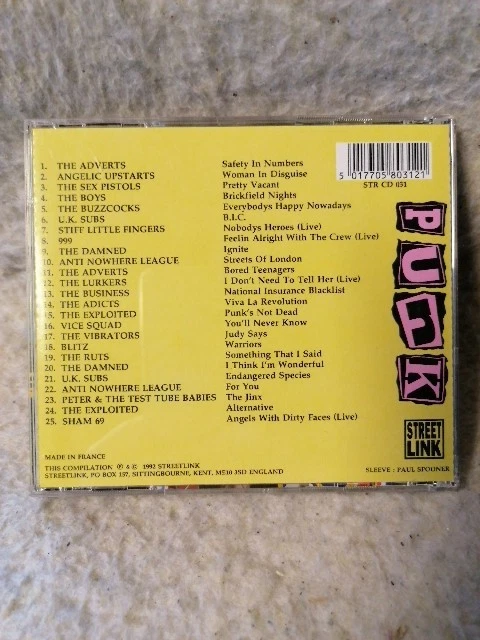 1. THE ADVERTS Safety In Numbers
2. ANGELIC UPSTARTS Woman In Disguise
3. THE SEX PISTOLS Pretty Vacant
4. THE BOYS Brickfield Nights
5. THE BUZZCOCKS Everybodys Happy Nowadays
6. U.K. SUBS B.I.C.
7. STIFF LITTLE FINGERS Nobodys Heroes (Live)
8. 999 Feelin Alright With The Crew (Live)
9. THE DAMNED Ignite
10. ANTI NOWHERE LEAGUE Streets Of London
11. THE ADVERTS Bored Teenagers
12. THE LURKERS I Don't Need To Tell Her (Live)
13. THE BUSINESS National Insurance Blacklist
14. THE ADICTS Viva La Revolution
15. THE EXPLOITED Punk's Not Dead
16. VICE SQUAD You'll Never Know
17. THE VIBRATORS Judy Says
18. BLITZ Warriors
19. THE RUTS Something That I Said
20. THE DAMNED I Think I'm Wonderful
21. U.K. SUBS Endangered Species
22. ANTI NOWHERE LEAGUE For You
23. PETER & THE TEST TUBE BABIES The Jinx
24. THE EXPLOITED Alternative
25. SHAM 69 Angels With Dirty Faces (Live)
5 017705 803121
STR CD 031
PUNK
STREET
LINK
MADE IN FRANCE
THIS COMPILATION ℗ & © 1992 STREETLINK
STREETLINK, PO BOX 157, SITTINGBOURNE, KENT, ME10 3SD ENGLAND
SLEEVE : PAUL SPOONER